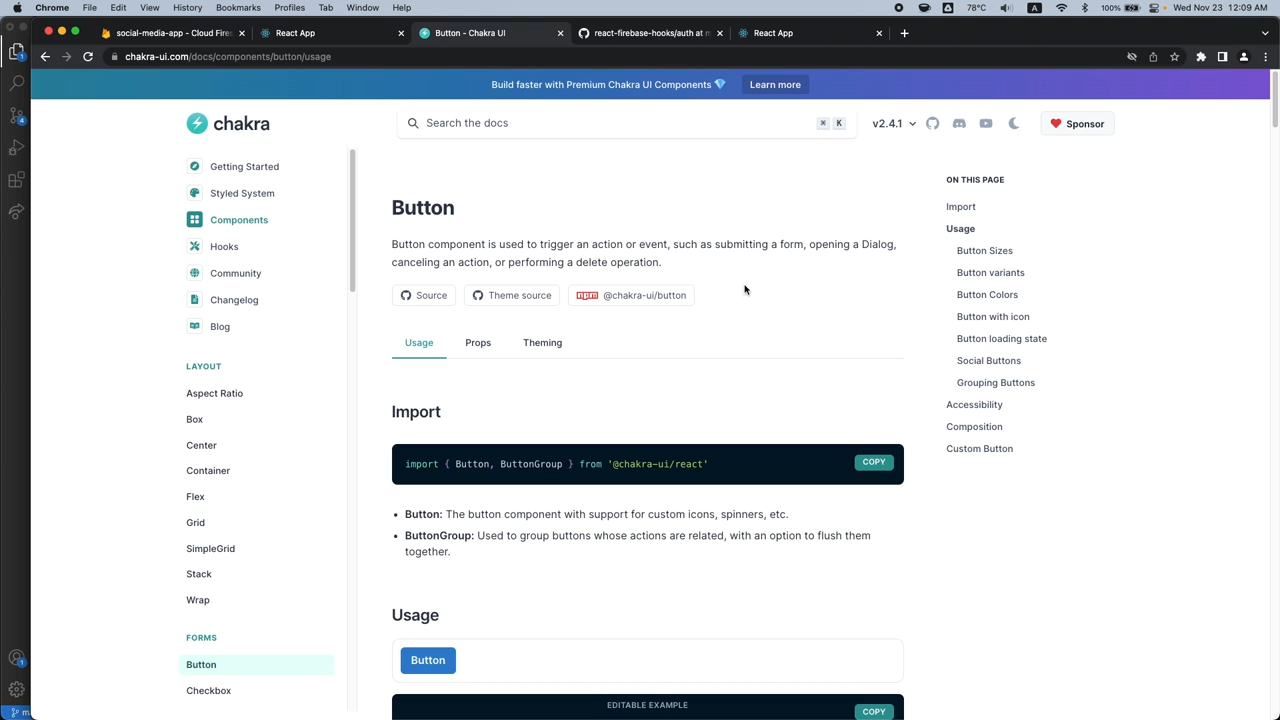 Chrome File Edit View History Bookmarks Profiles Tab Window Help 78°C A 100% Wed Nov 23 12:09 AM
social-media-app - Cloud Fires React App Button - Chakra UI react-firebase-hooks/auth at m React App
chakra-ui.com/docs/components/button/usage
Build faster with Premium Chakra UI Components 💎 Learn more
chakra Search the docs ⌘ K v2.4.1 Sponsor
Getting Started
Styled System
Components
Hooks
Community
Changelog
Blog
LAYOUT
Aspect Ratio
Box
Center
Container
Flex
Grid
SimpleGrid
Stack
Wrap
FORMS
Button
Checkbox
Button
Button component is used to trigger an action or event, such as submitting a form, opening a Dialog,
canceling an action, or performing a delete operation.
Source Theme source npm @chakra-ui/button
Usage Props Theming
Import
import { Button, ButtonGroup } from '@chakra-ui/react' COPY
• Button: The button component with support for custom icons, spinners, etc.
• ButtonGroup: Used to group buttons whose actions are related, with an option to flush them
together.
Usage
Button
EDITABLE EXAMPLE COPY
ON THIS PAGE
Import
Usage
Button Sizes
Button variants
Button Colors
Button with icon
Button loading state
Social Buttons
Grouping Buttons
Accessibility
Composition
Custom Button
1
4
1